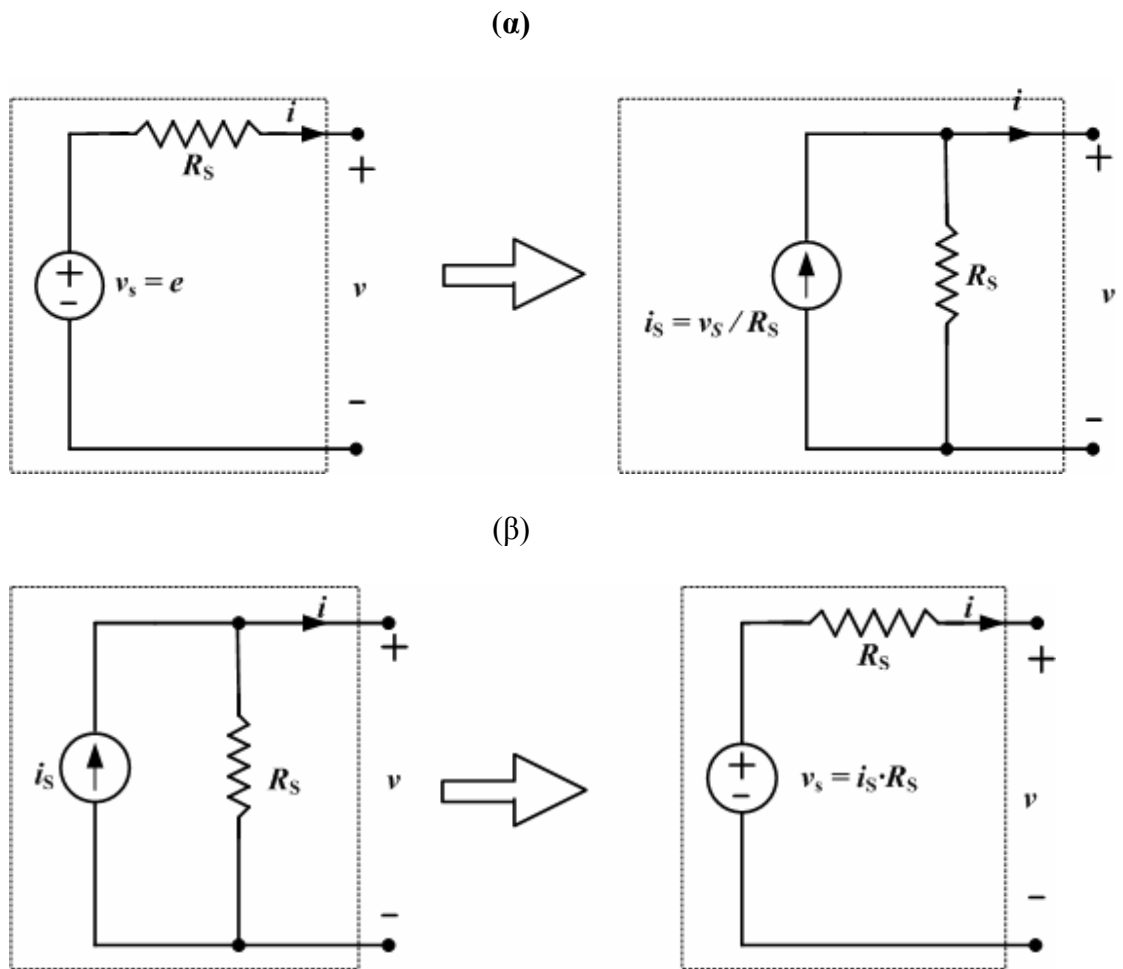 (α)
i
R_S
+
v_s = e
v
+
-
-
i
+
R_S
i_S = v_S / R_S
v
-
(β)
i
+
i_S
R_S
v
-
i
R_S
+
v_s = i_S·R_S
v
+
-
-